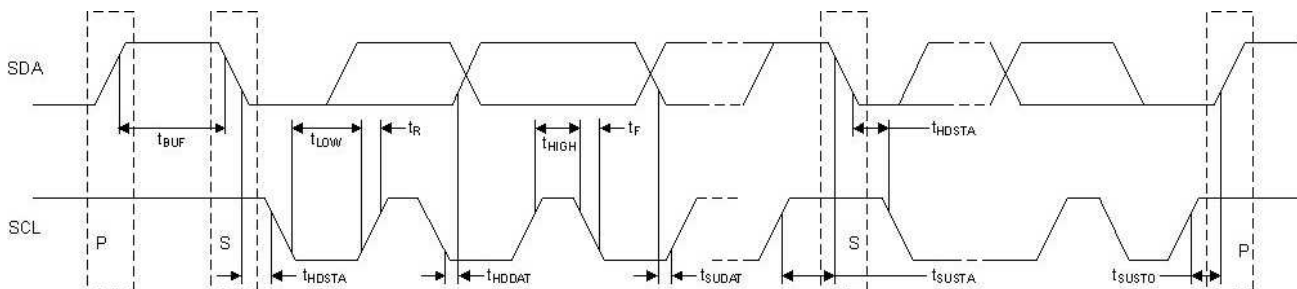 SDA
tBUF
tLOW
tR
tHIGH
tF
tHDSTA
SCL
P
S
tHDSTA
tHDDAT
tSUDAT
S
tSUSTA
tSUSTO
P